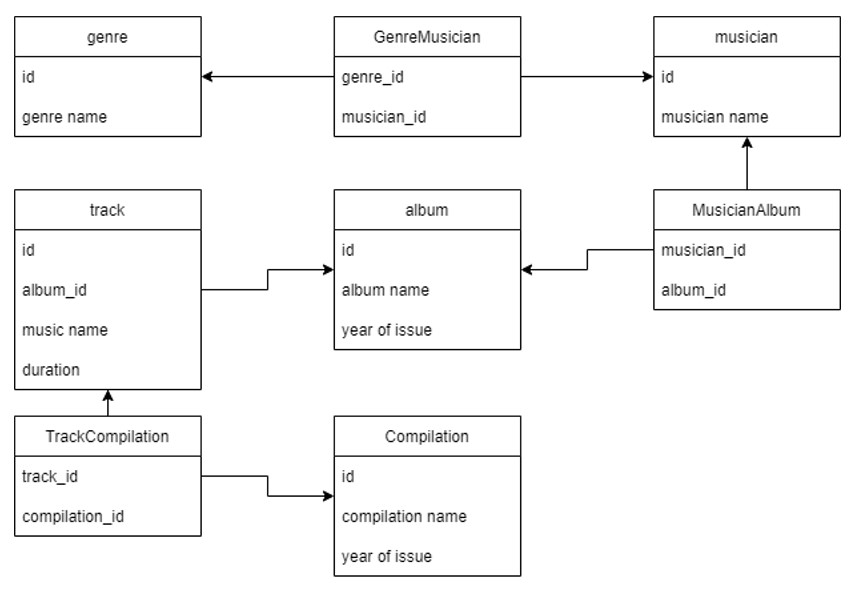 genre
id
genre name
GenreMusician
genre_id
musician_id
musician
id
musician name
track
id
album_id
music name
duration
album
id
album name
year of issue
MusicianAlbum
musician_id
album_id
TrackCompilation
track_id
compilation_id
Compilation
id
compilation name
year of issue